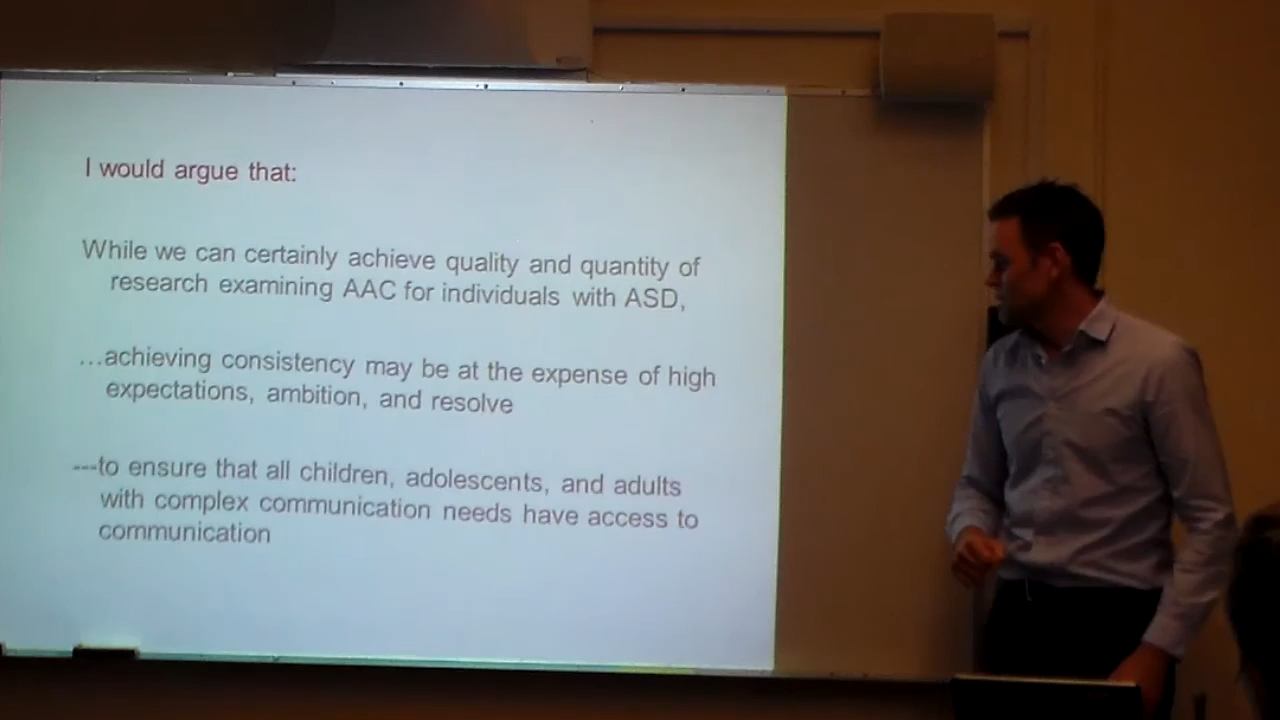 I would argue that:
While we can certainly achieve quality and quantity of
research examining AAC for individuals with ASD,
...achieving consistency may be at the expense of high
expectations, ambition, and resolve
---to ensure that all children, adolescents, and adults
with complex communication needs have access to
communication